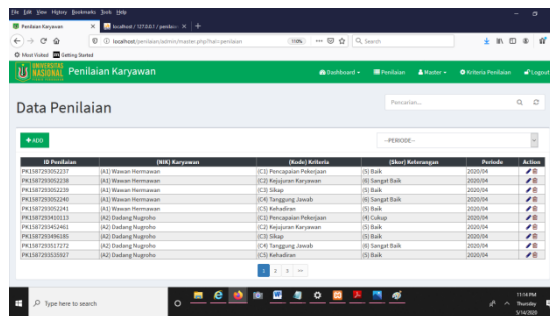 File Edit View History Bookmarks Tools Help
Penilaian Karyawan
localhost / 127.0.0.1 / penilaian
localhost/penilaian/admin/master.php?hal=penilaian
Search
Most Visited Getting Started
UNIVERSITAS NASIONAL Penilaian Karyawan Dashboard Penilaian Master Kriteria Penilaian Logout
Data Penilaian
Pencarian...
+ADD
--PERIODE--
ID Penilaian (NIK) Karyawan (Kode) Kriteria (Skor) Keterangan Periode Action
PK1587293052237 (A1) Wawan Hermawan (C1) Pencapaian Pekerjaan (5) Baik 2020/04
PK1587293052238 (A1) Wawan Hermawan (C2) Kejujuran Karyawan (6) Sangat Baik 2020/04
PK1587293052239 (A1) Wawan Hermawan (C3) Sikap (5) Baik 2020/04
PK1587293052240 (A1) Wawan Hermawan (C4) Tanggung Jawab (6) Sangat Baik 2020/04
PK1587293052241 (A1) Wawan Hermawan (C5) Kehadiran (5) Baik 2020/04
PK1587293410113 (A2) Dadang Nugroho (C1) Pencapaian Pekerjaan (4) Cukup 2020/04
PK1587293452461 (A2) Dadang Nugroho (C2) Kejujuran Karyawan (5) Baik 2020/04
PK1587293496185 (A2) Dadang Nugroho (C3) Sikap (5) Baik 2020/04
PK1587293517272 (A2) Dadang Nugroho (C4) Tanggung Jawab (6) Sangat Baik 2020/04
PK1587293535927 (A2) Dadang Nugroho (C5) Kehadiran (5) Baik 2020/04
1 2 3
Type here to search
11:14 PM
Thursday
5/14/2020